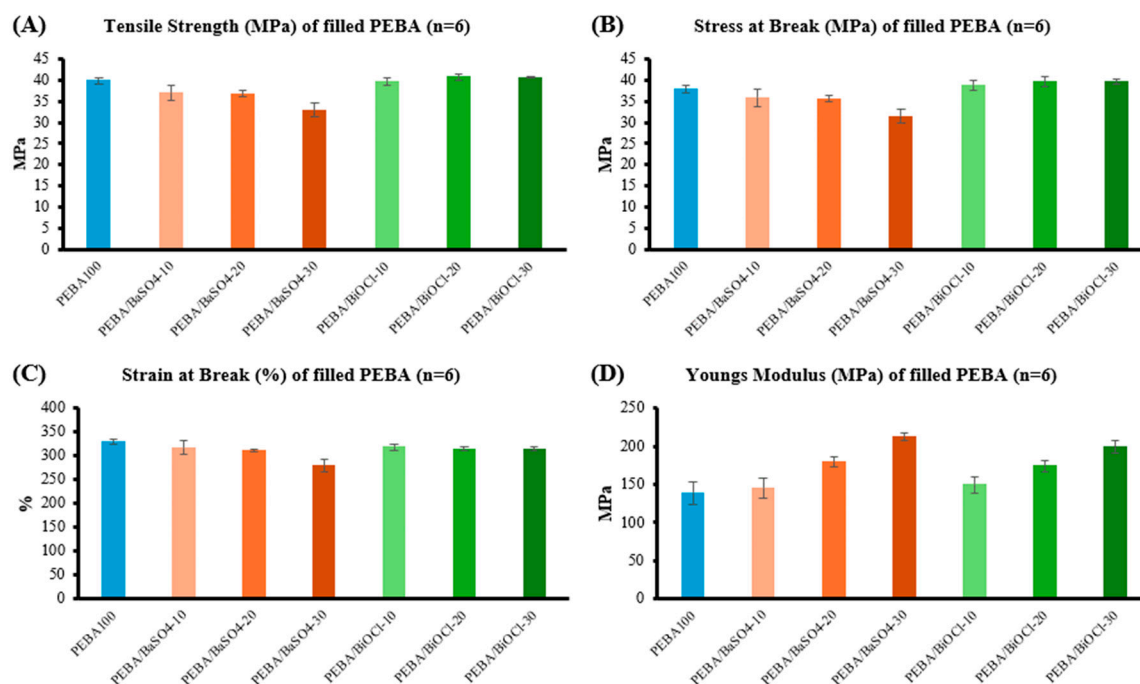 (A)
Tensile Strength (MPa) of filled PEBA (n=6)
45
40
35
30
25
20
15
10
5
0
MPa
PEBA100
PEBA/BaSO4-10
PEBA/BaSO4-20
PEBA/BaSO4-30
PEBA/BiOCl-10
PEBA/BiOCl-20
PEBA/BiOCl-30
(B)
Stress at Break (MPa) of filled PEBA (n=6)
45
40
35
30
25
20
15
10
5
0
MPa
PEBA100
PEBA/BaSO4-10
PEBA/BaSO4-20
PEBA/BaSO4-30
PEBA/BiOCl-10
PEBA/BiOCl-20
PEBA/BiOCl-30
(C)
Strain at Break (%) of filled PEBA (n=6)
400
350
300
250
200
150
100
50
0
%
PEBA100
PEBA/BaSO4-10
PEBA/BaSO4-20
PEBA/BaSO4-30
PEBA/BiOCl-10
PEBA/BiOCl-20
PEBA/BiOCl-30
(D)
Youngs Modulus (MPa) of filled PEBA (n=6)
250
200
150
100
50
0
MPa
PEBA100
PEBA/BaSO4-10
PEBA/BaSO4-20
PEBA/BaSO4-30
PEBA/BiOCl-10
PEBA/BiOCl-20
PEBA/BiOCl-30